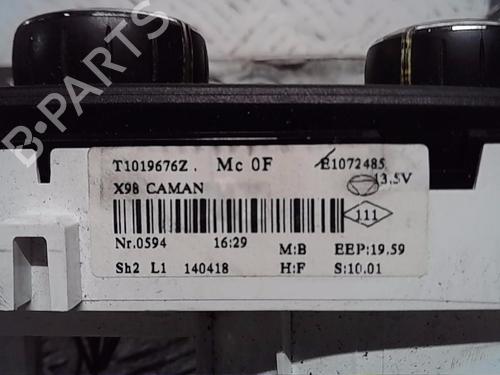 B-PARTS
T1019676Z. Mc 0F E1072485
X98 CAMAN 13.5V
111
Nr.0594 16:29 M:B EEP:19.59
Sh2 L1 140418 H:F S:10.01